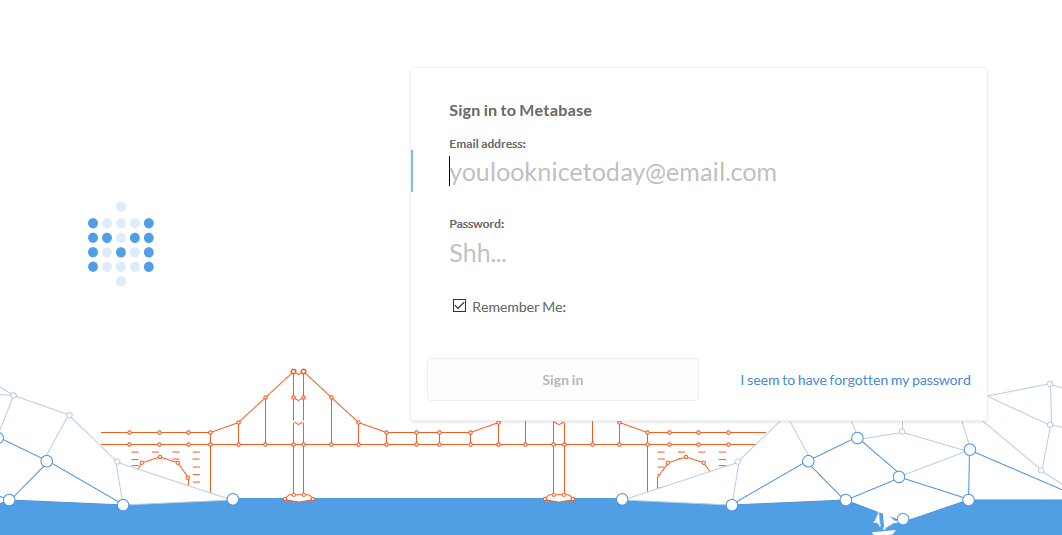 Sign in to Metabase
Email address:
youlooknicetoday@email.com
Password:
Shh...
Remember Me:
Sign in
I seem to have forgotten my password